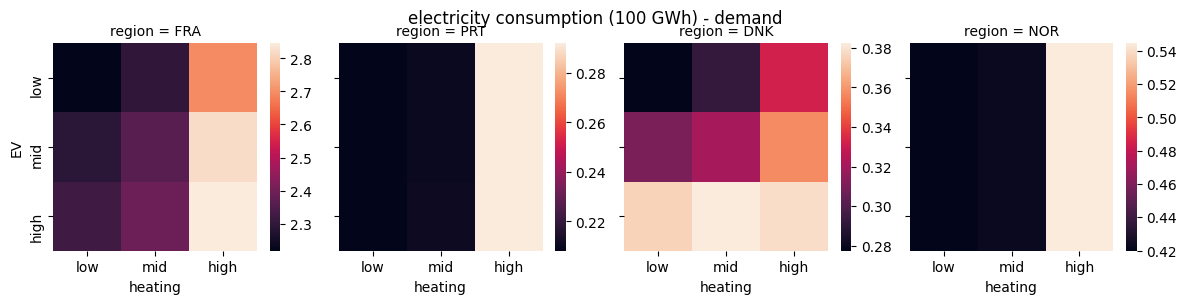 electricity consumption (100 GWh) - demand
region = FRA
region = PRT
region = DNK
region = NOR
EV
low
mid
high
low mid high
heating
2.8
2.7
2.6
2.5
2.4
2.3
low mid high
heating
0.28
0.26
0.24
0.22
low mid high
heating
0.38
0.36
0.34
0.32
0.30
0.28
low mid high
heating
0.54
0.52
0.50
0.48
0.46
0.44
0.42